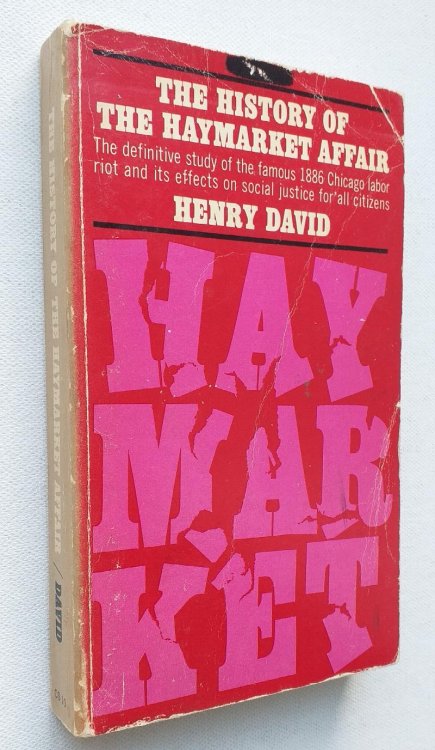 THE HISTORY OF
THE HAYMARKET AFFAIR
The definitive study of the famous 1886 Chicago labor
riot and its effects on social justice for all citizens
HENRY DAVID
HAY
MAR
KET
THE HISTORY OF THE HAYMARKET AFFAIR / DAVID